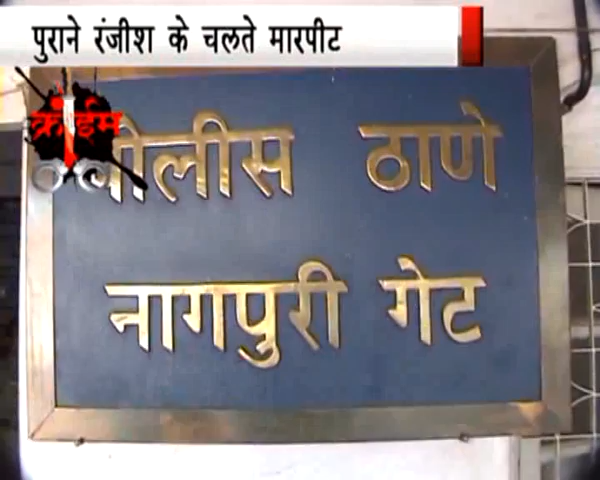 पुराने रंजीश के चलते मारपीट
क्राईम
पोलीस ठाणे
नागपुरी गेट